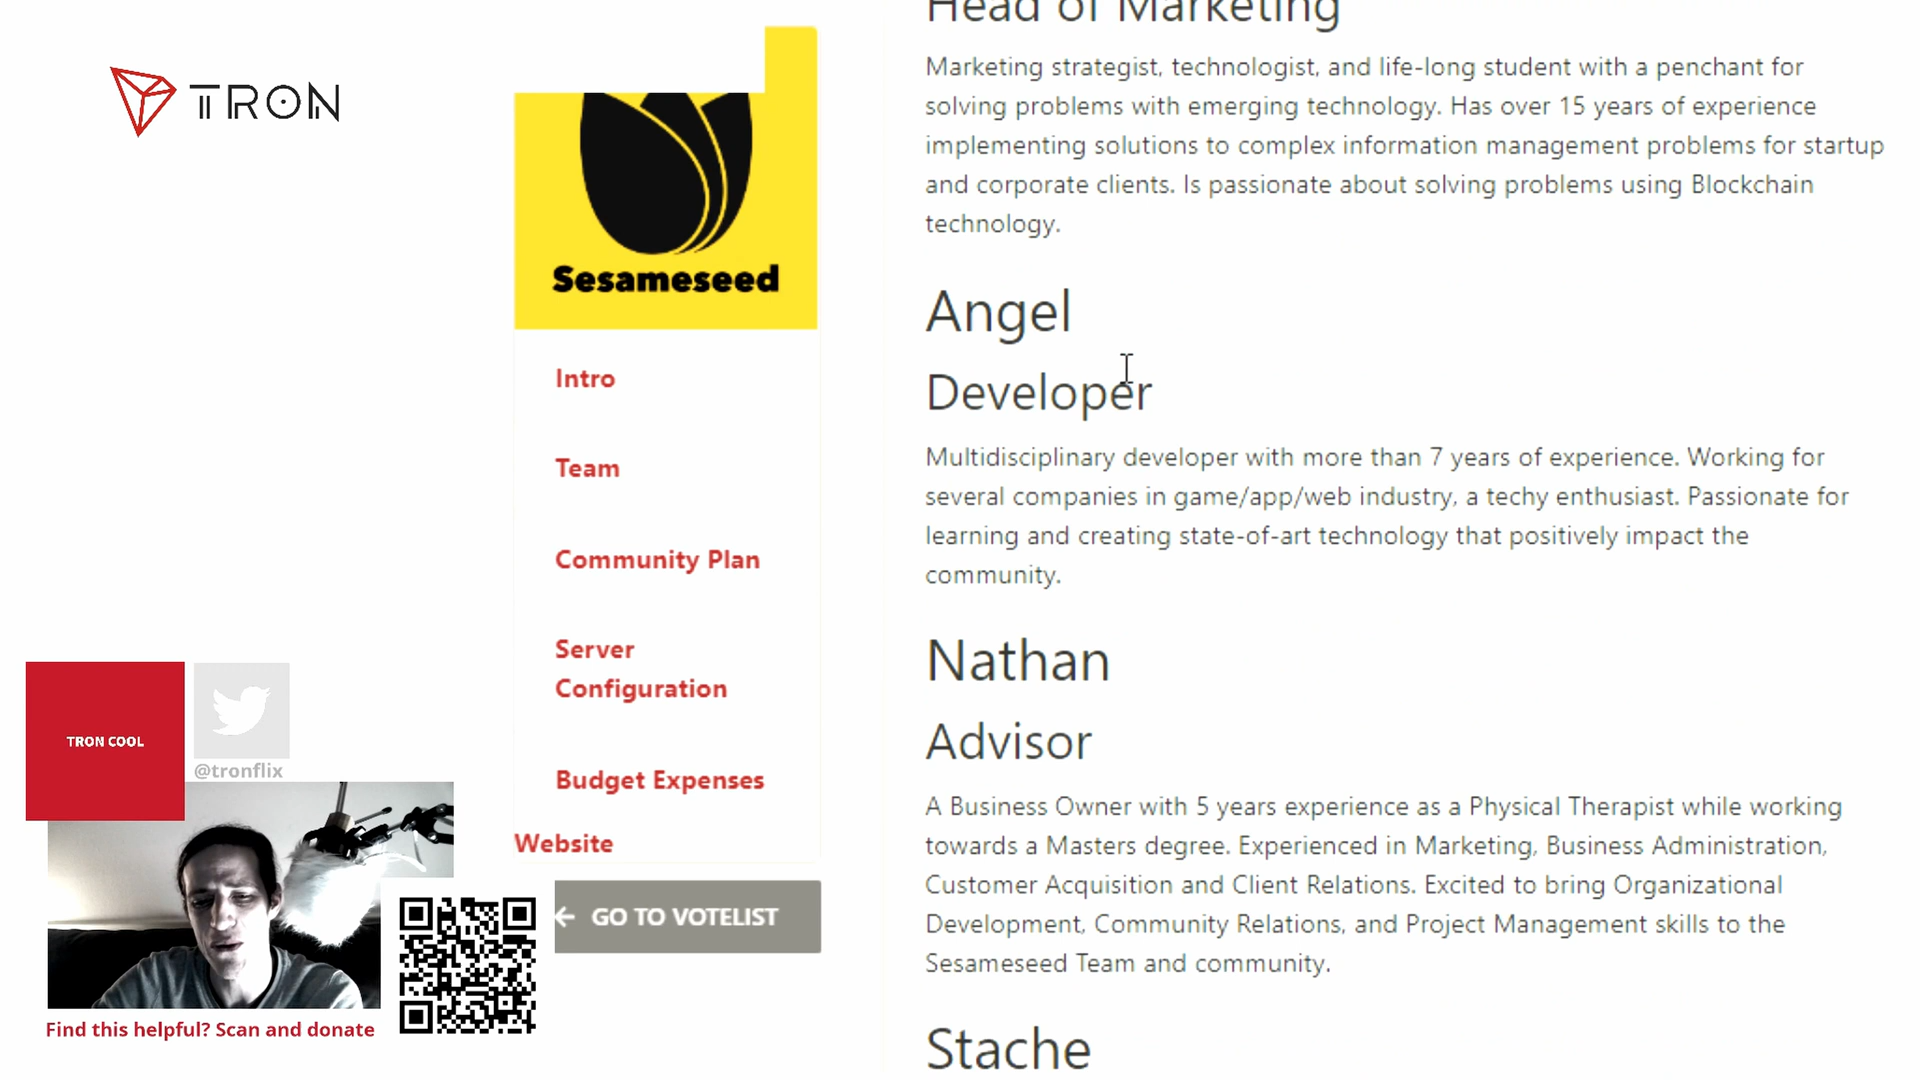 TRON
Sesameseed
Intro
Team
Community Plan
Server
Configuration
Budget Expenses
Website
GO TO VOTELIST
TRON COOL
@tronflix
Find this helpful? Scan and donate
Head of Marketing
Marketing strategist, technologist, and life-long student with a penchant for
solving problems with emerging technology. Has over 15 years of experience
implementing solutions to complex information management problems for startup
and corporate clients. Is passionate about solving problems using Blockchain
technology.
Angel
Developer
Multidisciplinary developer with more than 7 years of experience. Working for
several companies in game/app/web industry, a techy enthusiast. Passionate for
learning and creating state-of-art technology that positively impact the
community.
Nathan
Advisor
A Business Owner with 5 years experience as a Physical Therapist while working
towards a Masters degree. Experienced in Marketing, Business Administration,
Customer Acquisition and Client Relations. Excited to bring Organizational
Development, Community Relations, and Project Management skills to the
Sesameseed Team and community.
Stache